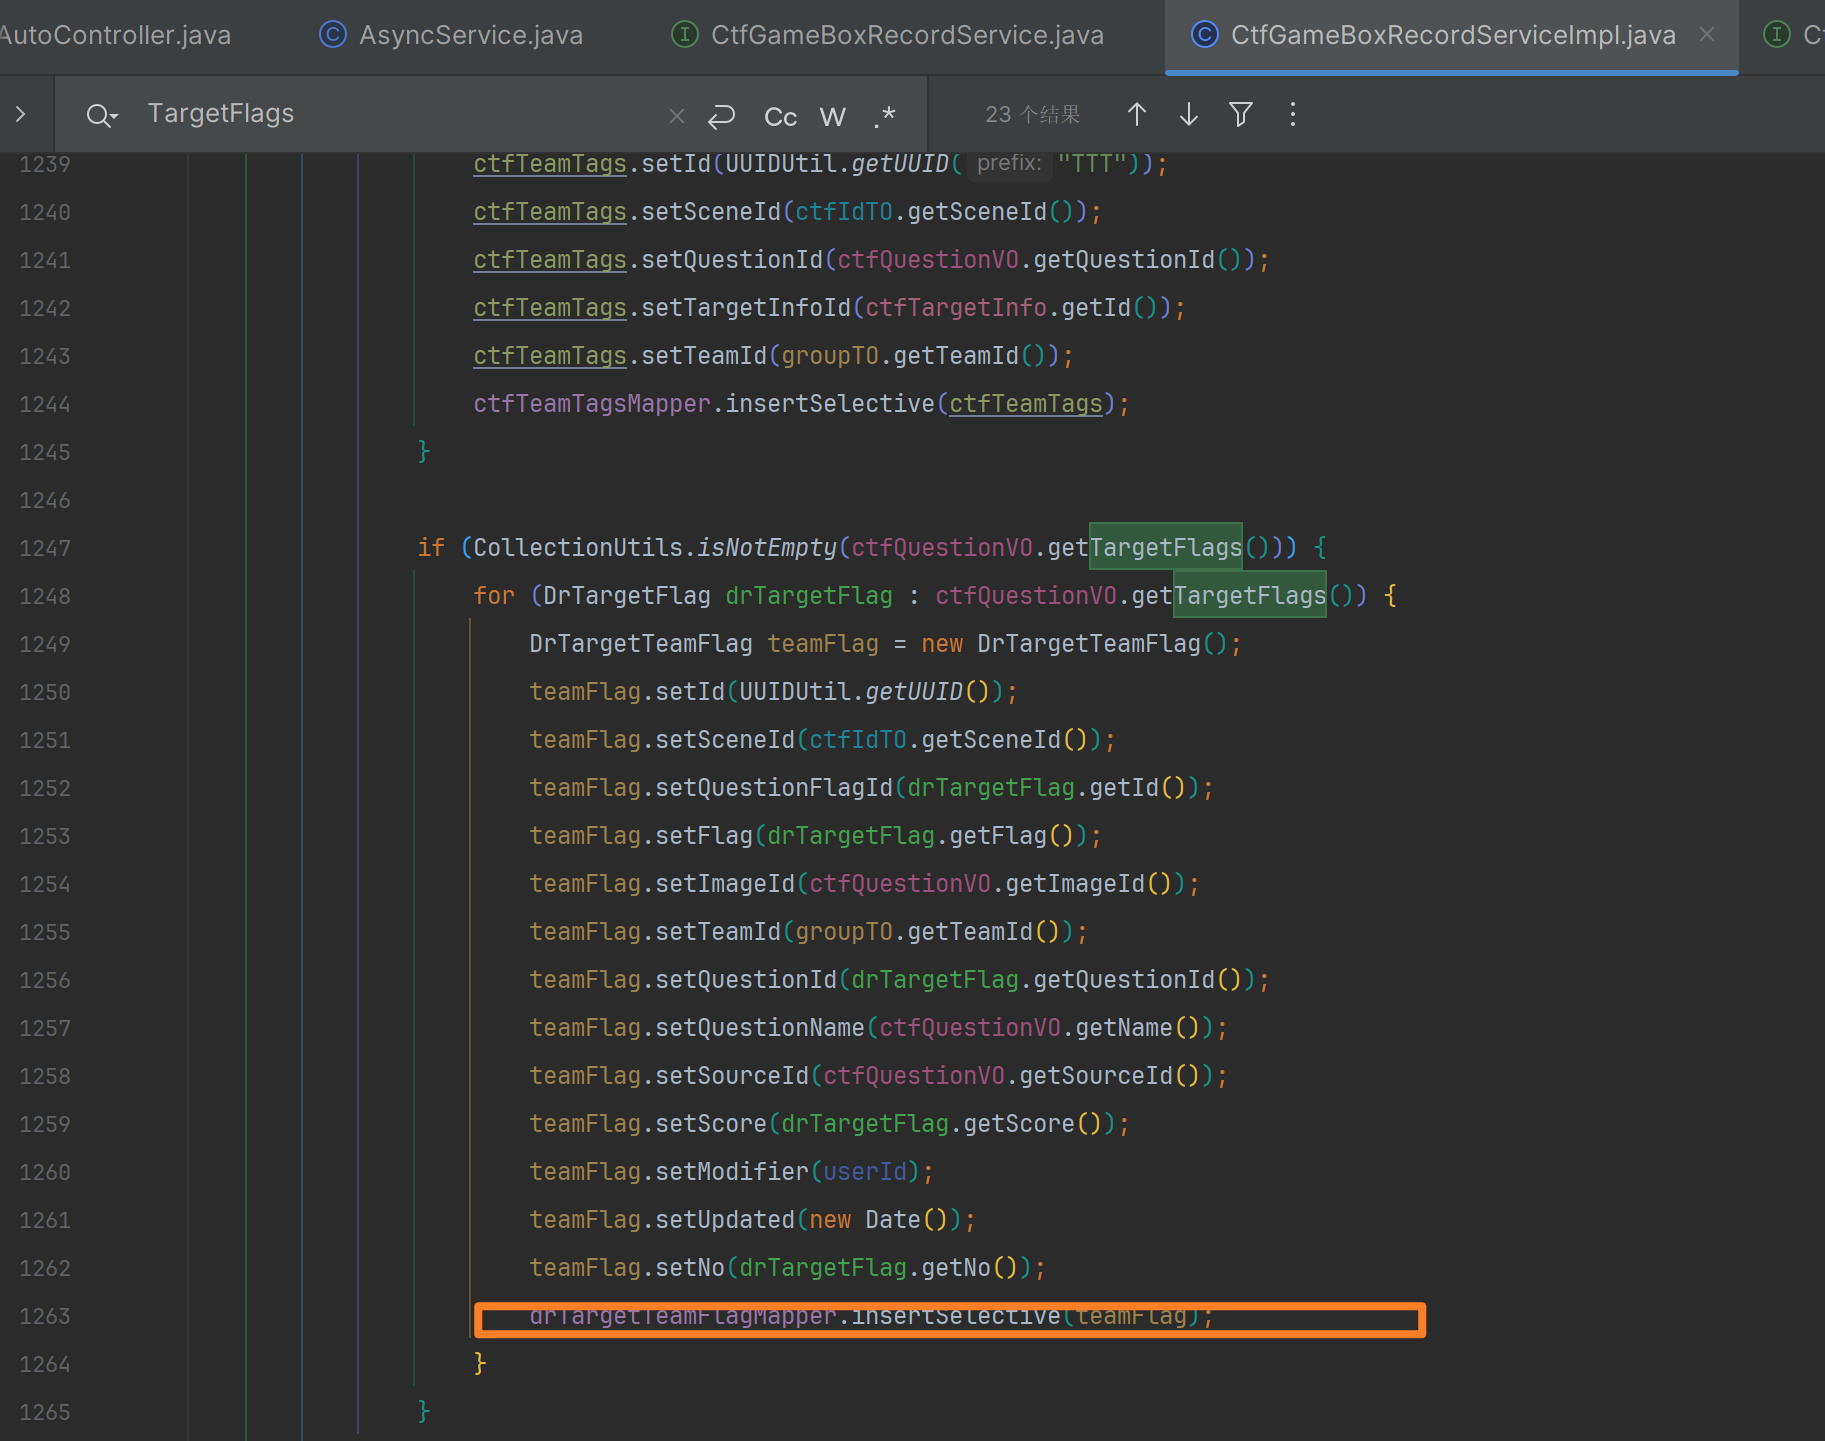 AutoController.java AsyncService.java CtfGameBoxRecordService.java CtfGameBoxRecordServiceImpl.java
TargetFlags Cc W .* 23 个结果
1239 ctfTeamTags.setId(UUIDUtil.getUUID( prefix: "TTT"));
1240 ctfTeamTags.setSceneId(ctfIdTO.getSceneId());
1241 ctfTeamTags.setQuestionId(ctfQuestionVO.getQuestionId());
1242 ctfTeamTags.setTargetInfoId(ctfTargetInfo.getId());
1243 ctfTeamTags.setTeamId(groupTO.getTeamId());
1244 ctfTeamTagsMapper.insertSelective(ctfTeamTags);
1245 }
1246
1247 if (CollectionUtils.isNotEmpty(ctfQuestionVO.getTargetFlags())) {
1248 for (DrTargetFlag drTargetFlag : ctfQuestionVO.getTargetFlags()) {
1249 DrTargetTeamFlag teamFlag = new DrTargetTeamFlag();
1250 teamFlag.setId(UUIDUtil.getUUID());
1251 teamFlag.setSceneId(ctfIdTO.getSceneId());
1252 teamFlag.setQuestionFlagId(drTargetFlag.getId());
1253 teamFlag.setFlag(drTargetFlag.getFlag());
1254 teamFlag.setImageId(ctfQuestionVO.getImageId());
1255 teamFlag.setTeamId(groupTO.getTeamId());
1256 teamFlag.setQuestionId(drTargetFlag.getQuestionId());
1257 teamFlag.setQuestionName(ctfQuestionVO.getName());
1258 teamFlag.setSourceId(ctfQuestionVO.getSourceId());
1259 teamFlag.setScore(drTargetFlag.getScore());
1260 teamFlag.setModifier(userId);
1261 teamFlag.setUpdated(new Date());
1262 teamFlag.setNo(drTargetFlag.getNo());
1263 drTargetTeamFlagMapper.insertSelective(teamFlag);
1264 }
1265 }